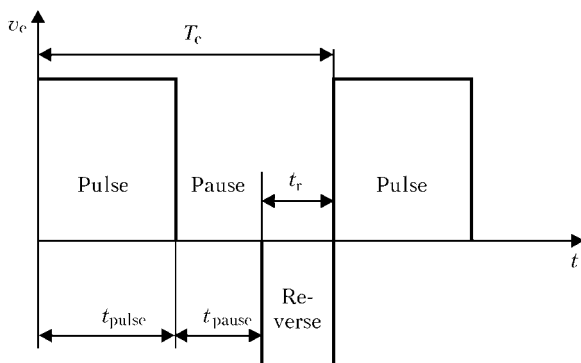 v_c
T_c
Pulse
Pause
t_r
Pulse
t
t_pulse
t_pause
Re-
verse